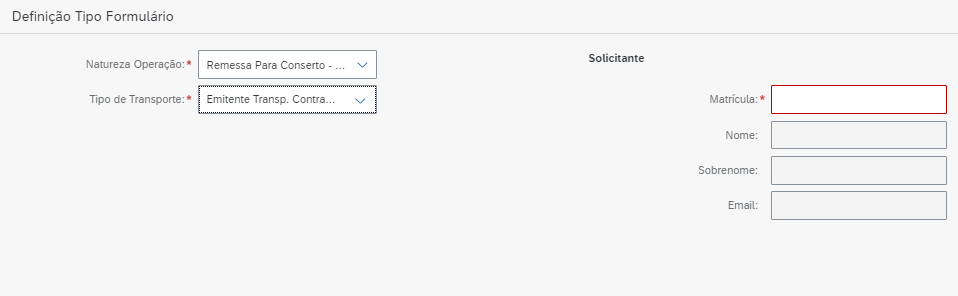 Definição Tipo Formulário
Natureza Operação:* Remessa Para Conserto - ...
Tipo de Transporte:* Emitente Transp. Contra...
Solicitante
Matrícula:*
Nome:
Sobrenome:
Email: